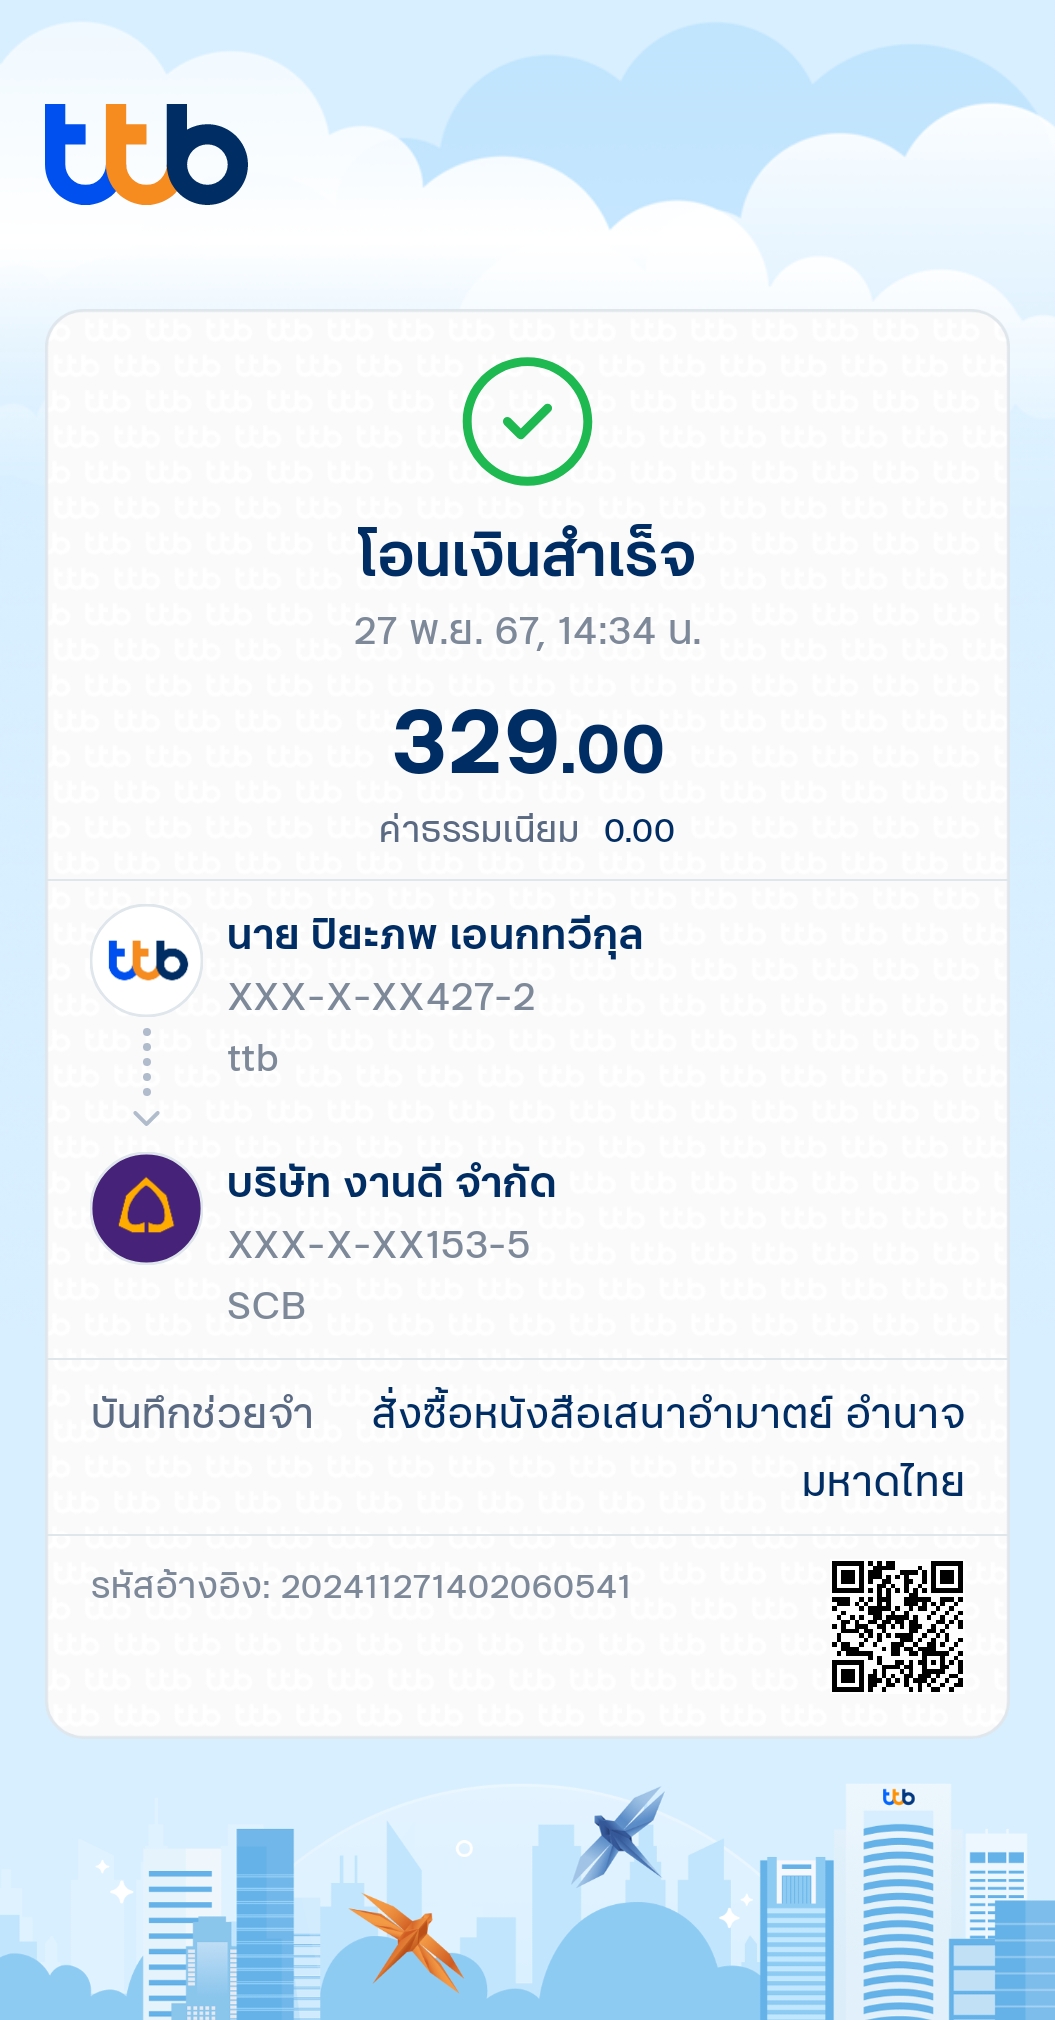 ttb
โอนเงินสำเร็จ
27 พ.ย. 67, 14:34 น.
329.00
ค่าธรรมเนียม 0.00
ttb
นาย ปิยะภพ เอนกทวีกุล
XXX-X-XX427-2
ttb
บริษัท งานดี จำกัด
XXX-X-XX153-5
SCB
บันทึกช่วยจำ สั่งซื้อหนังสือเสนาอำมาตย์ อำนาจ
มหาดไทย
รหัสอ้างอิง: 202411271402060541
ttb